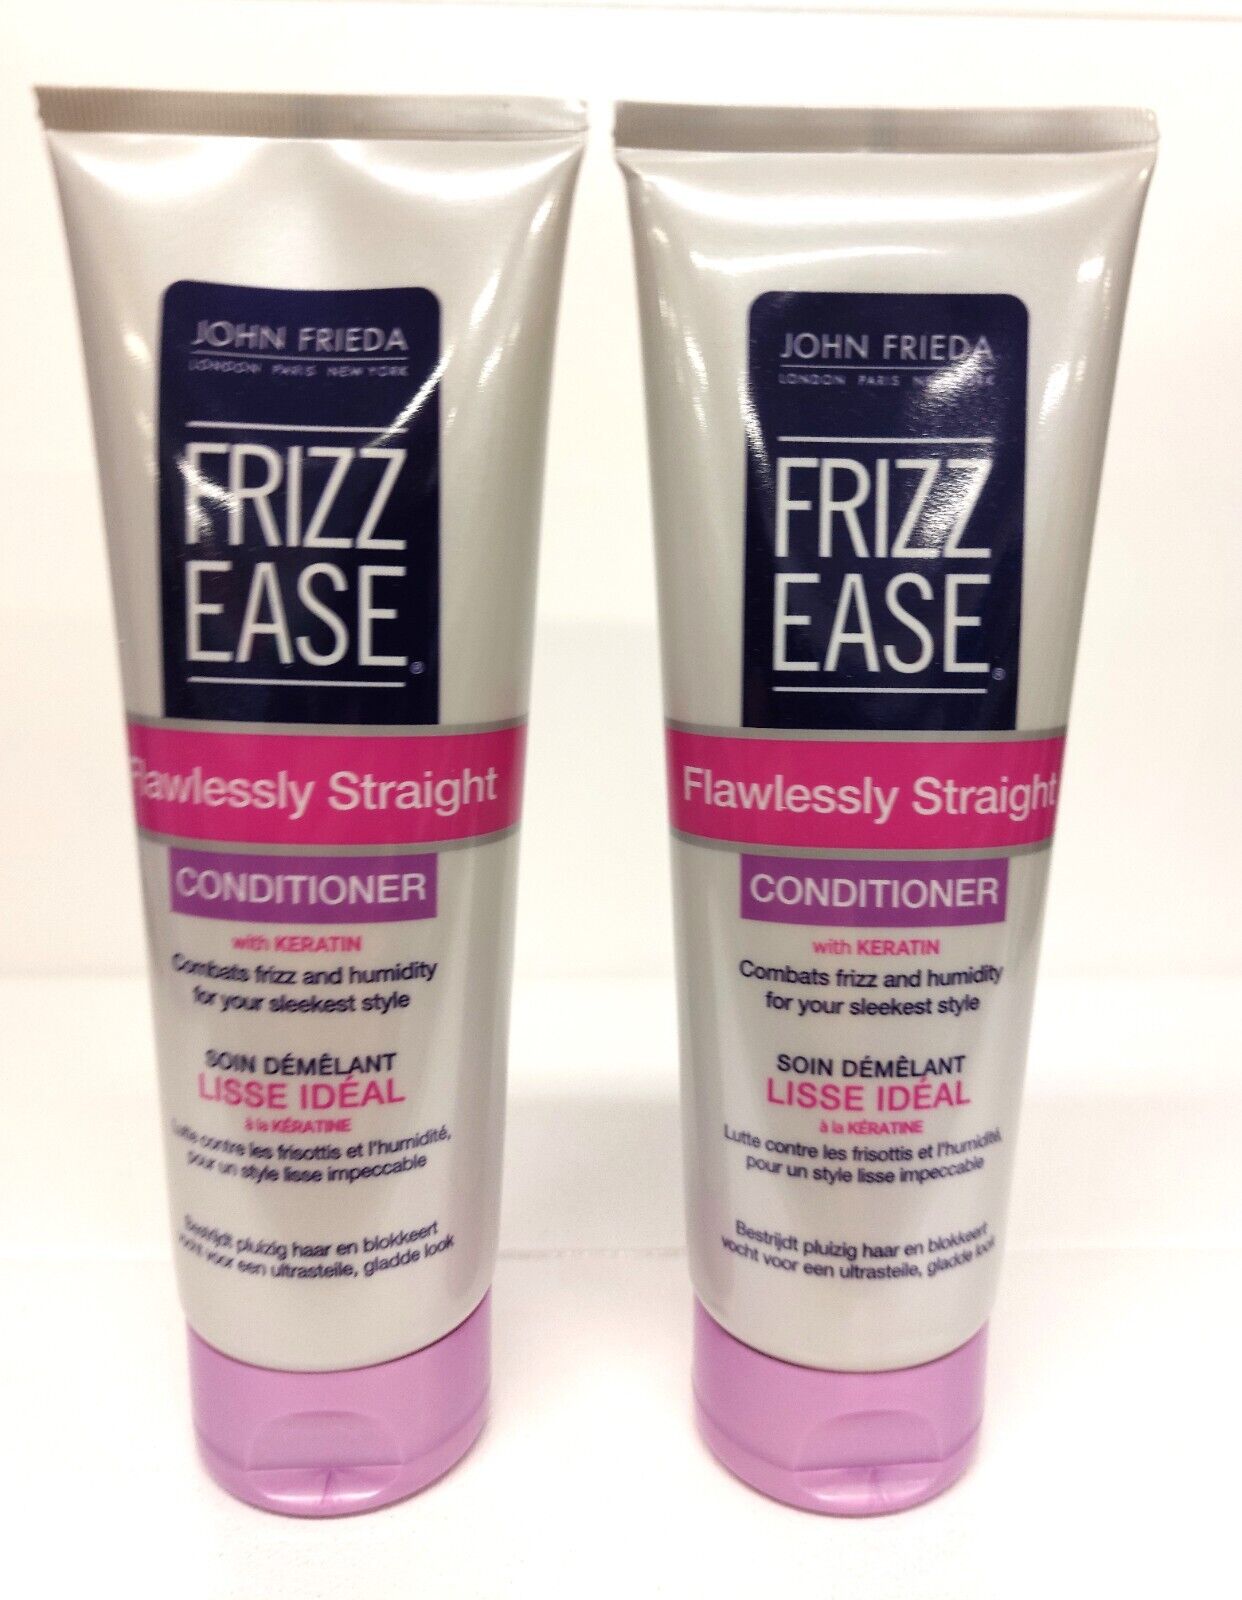 JOHN FRIEDA
LONDON PARIS NEW YORK
FRIZZ
EASE®
Flawlessly Straight
CONDITIONER
with KERATIN
Combats frizz and humidity
for your sleekest style
SOIN DÉMÊLANT
LISSE IDÉAL
à la KÉRATINE
Lutte contre les frisottis et l'humidité,
pour un style lisse impeccable
Bestrijdt pluizig haar en blokkeert
vocht voor een ultrasteile, gladde look
JOHN FRIEDA
LONDON PARIS NEW YORK
FRIZZ
EASE®
Flawlessly Straight
CONDITIONER
with KERATIN
Combats frizz and humidity
for your sleekest style
SOIN DÉMÊLANT
LISSE IDÉAL
à la KÉRATINE
Lutte contre les frisottis et l'humidité,
pour un style lisse impeccable
Bestrijdt pluizig haar en blokkeert
vocht voor een ultrasteile, gladde look